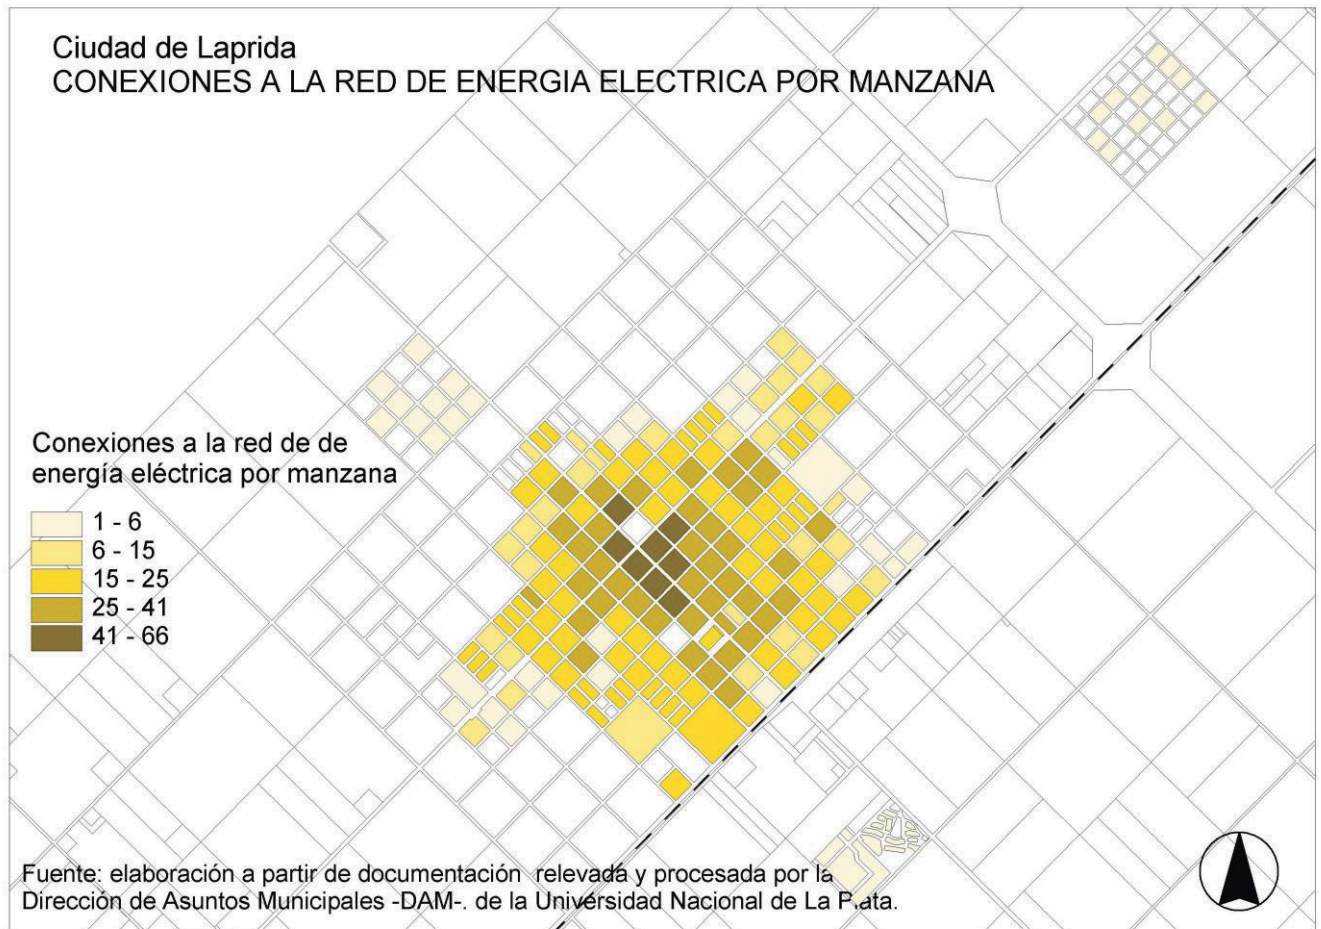 Ciudad de Laprida
CONEXIONES A LA RED DE ENERGIA ELECTRICA POR MANZANA
Conexiones a la red de de
energía eléctrica por manzana
1 - 6
6 - 15
15 - 25
25 - 41
41 - 66
Fuente: elaboración a partir de documentación relevada y procesada por la
Dirección de Asuntos Municipales -DAM-. de la Universidad Nacional de La Plata.